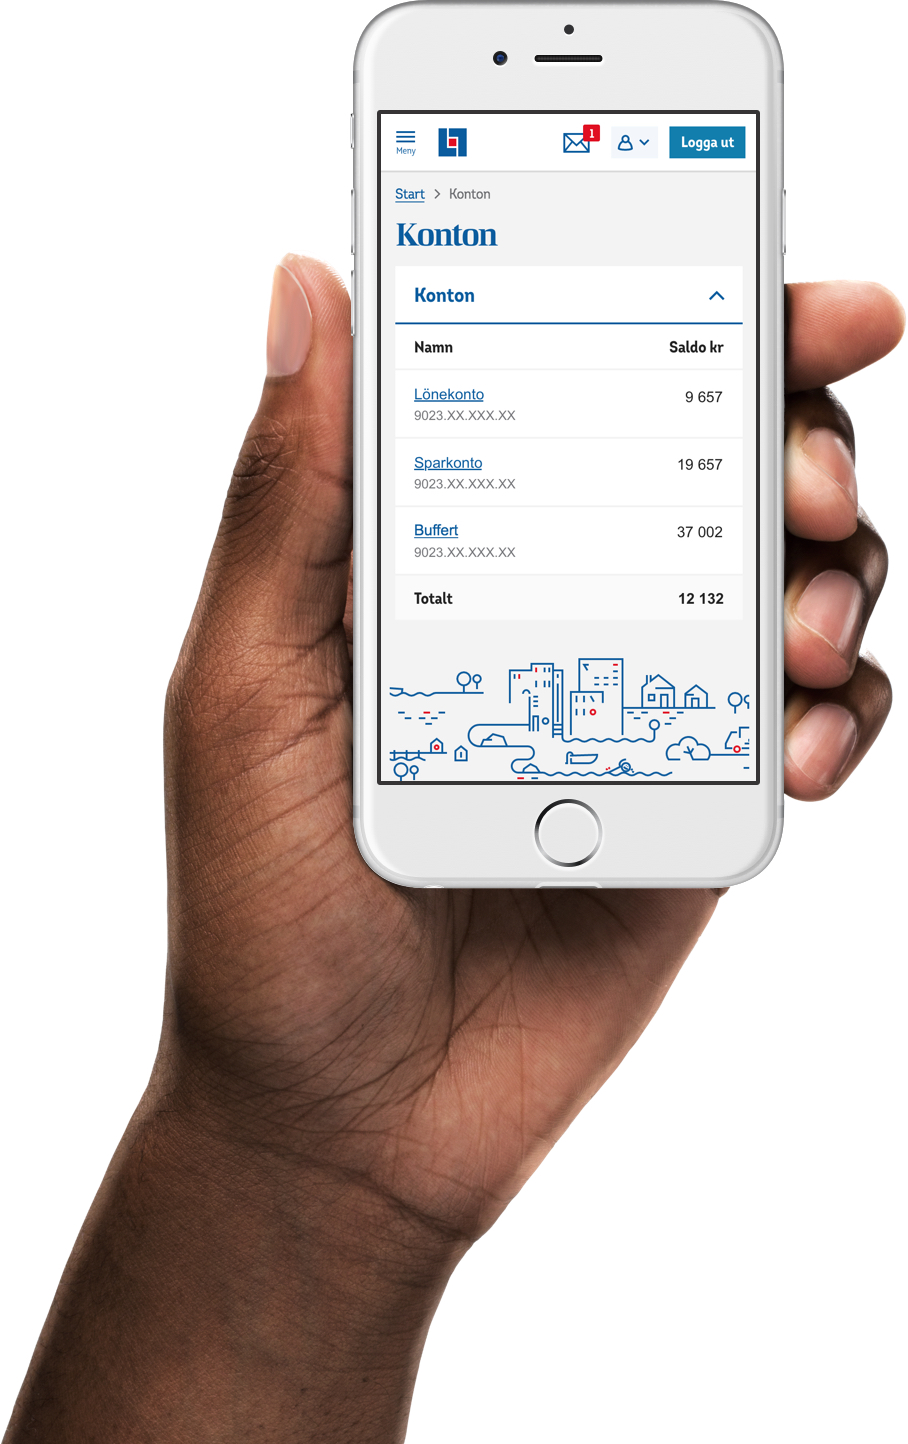 1
Meny
Logga ut
Start > Konton
Konton
Konton
Namn Saldo kr
Lönekonto 9 657
9023.XX.XXX.XX
Sparkonto 19 657
9023.XX.XXX.XX
Buffert 37 002
9023.XX.XXX.XX
Totalt 12 132